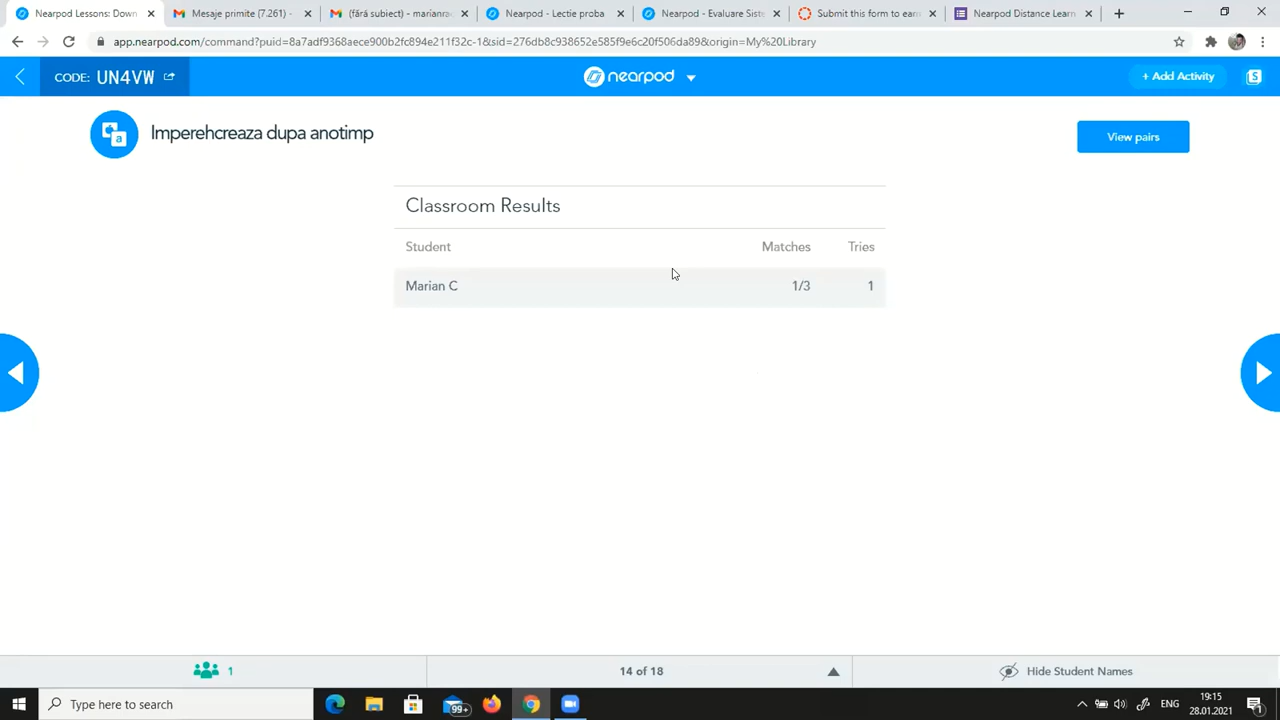 Nearpod Lessons: Down
Mesaje primite (7.261) -
(fără subiect) - marianrac
Nearpod - Lectie proba
Nearpod - Evaluare Sist
Submit this form to earn
Nearpod Distance Learn
app.nearpod.com/command?puid=8a7adf9368aece900b2fc894e211f32c-1&sid=276db8c938652e585f9e6c20f506da89&origin=My%20Library
CODE: UN4VW
nearpod
+ Add Activity
S
Imperehcreaza dupa anotimp
View pairs
Classroom Results
Student Matches Tries
Marian C 1/3 1
1
14 of 18
Hide Student Names
Type here to search
99+
ENG
19:15
28.01.2021
1